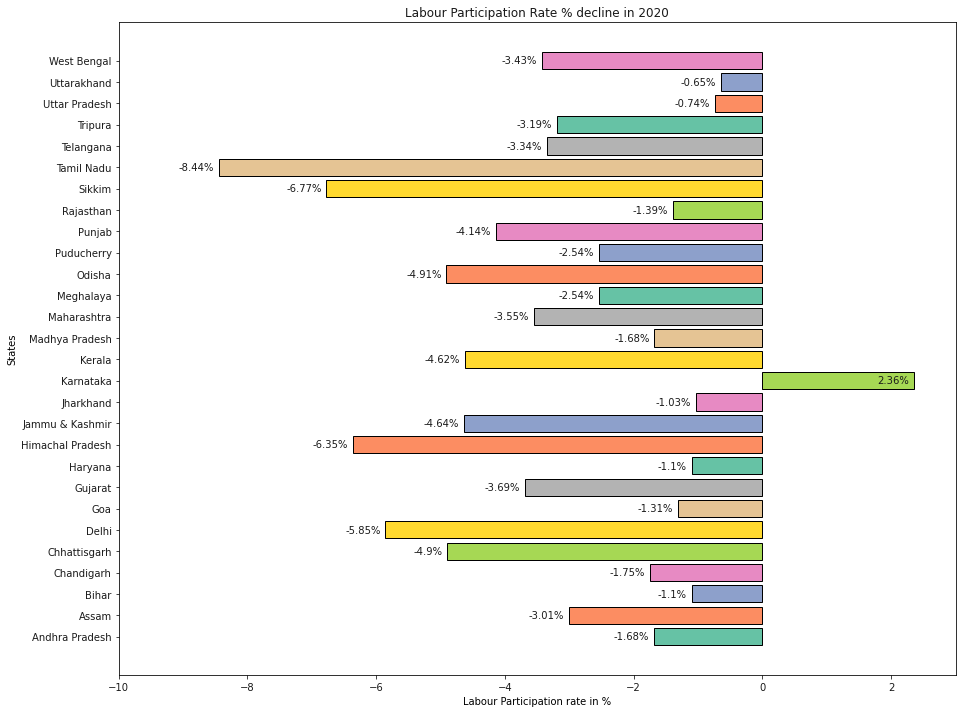 Labour Participation Rate % decline in 2020
West Bengal -3.43%
Uttarakhand -0.65%
Uttar Pradesh -0.74%
Tripura -3.19%
Telangana -3.34%
Tamil Nadu -8.44%
Sikkim -6.77%
Rajasthan -1.39%
Punjab -4.14%
Puducherry -2.54%
Odisha -4.91%
Meghalaya -2.54%
Maharashtra -3.55%
Madhya Pradesh -1.68%
Kerala -4.62%
Karnataka 2.36%
Jharkhand -1.03%
Jammu & Kashmir -4.64%
Himachal Pradesh -6.35%
Haryana -1.1%
Gujarat -3.69%
Goa -1.31%
Delhi -5.85%
Chhattisgarh -4.9%
Chandigarh -1.75%
Bihar -1.1%
Assam -3.01%
Andhra Pradesh -1.68%
States
−10 −8 −6 −4 −2 0 2
Labour Participation rate in %